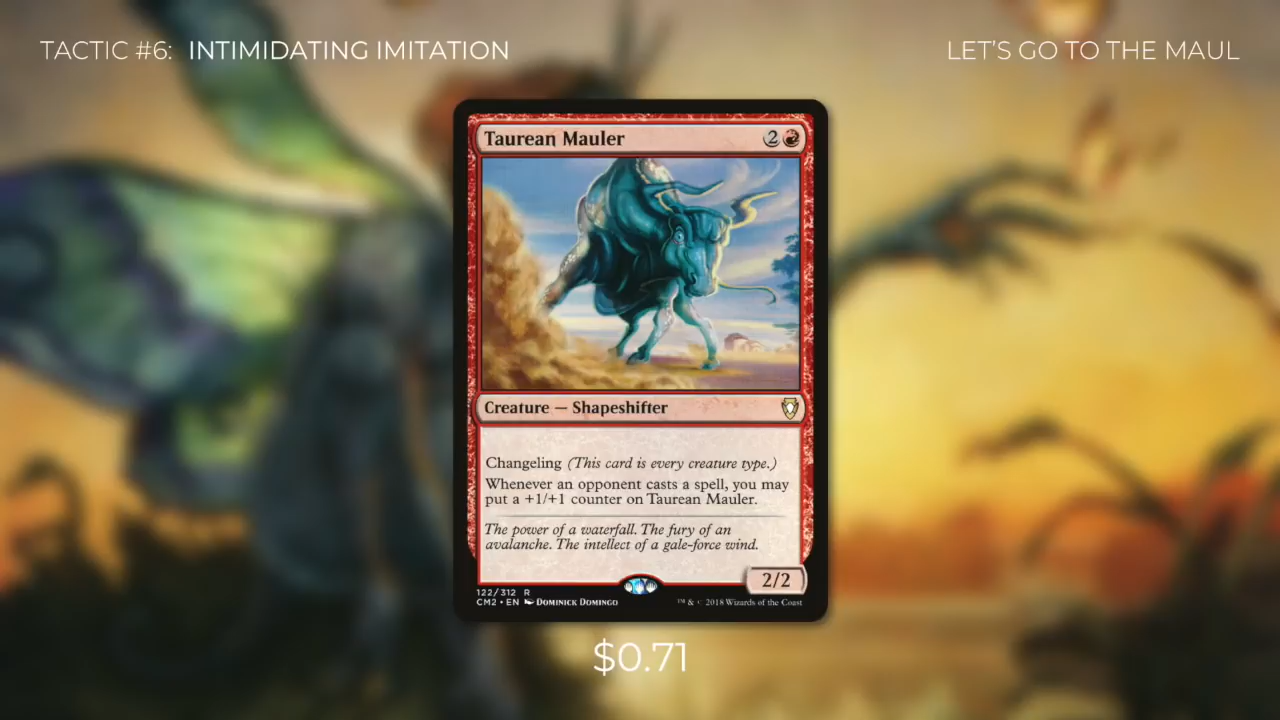 TACTIC #6: INTIMIDATING IMITATION
LET'S GO TO THE MAUL
Taurean Mauler 2
Creature — Shapeshifter
Changeling (This card is every creature type.)
Whenever an opponent casts a spell, you may
put a +1/+1 counter on Taurean Mauler.
The power of a waterfall. The fury of an
avalanche. The intellect of a gale-force wind.
2/2
122/312 R
CM2 • EN DOMINICK DOMINGO
™ & © 2018 Wizards of the Coast
$0.71